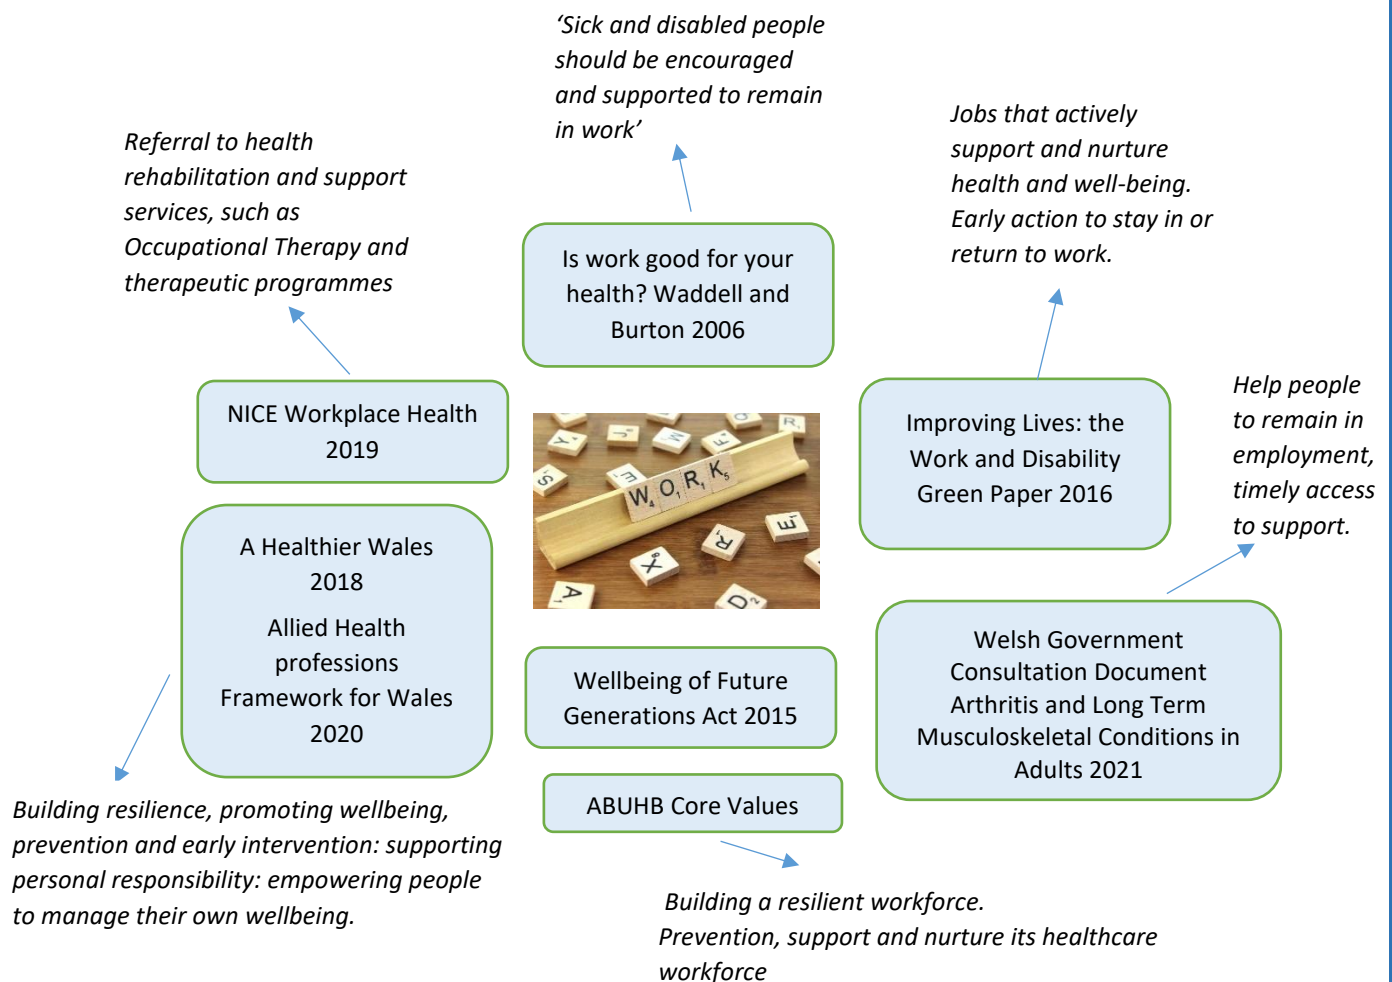 ‘Sick and disabled people
should be encouraged
and supported to remain
in work’
Jobs that actively
support and nurture
health and well-being.
Early action to stay in or
return to work.
Referral to health
rehabilitation and support
services, such as
Occupational Therapy and
therapeutic programmes
Is work good for your
health? Waddell and
Burton 2006
Help people
to remain in
employment,
timely access
to support.
NICE Workplace Health
2019
Improving Lives: the
Work and Disability
Green Paper 2016
WORK
A Healthier Wales
2018
Allied Health
professions
Framework for Wales
2020
Wellbeing of Future
Generations Act 2015
Welsh Government
Consultation Document
Arthritis and Long Term
Musculoskeletal Conditions in
Adults 2021
ABUHB Core Values
Building resilience, promoting wellbeing,
prevention and early intervention: supporting
personal responsibility: empowering people
to manage their own wellbeing.
Building a resilient workforce.
Prevention, support and nurture its healthcare
workforce